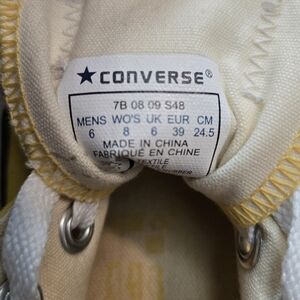 ★CONVERSE®
7B 08 09 S48
MENS WO'S UK EUR CM
6 8 6 39 24.5
MADE IN CHINA
FABRIQUÉ EN CHINE
TEXTILE